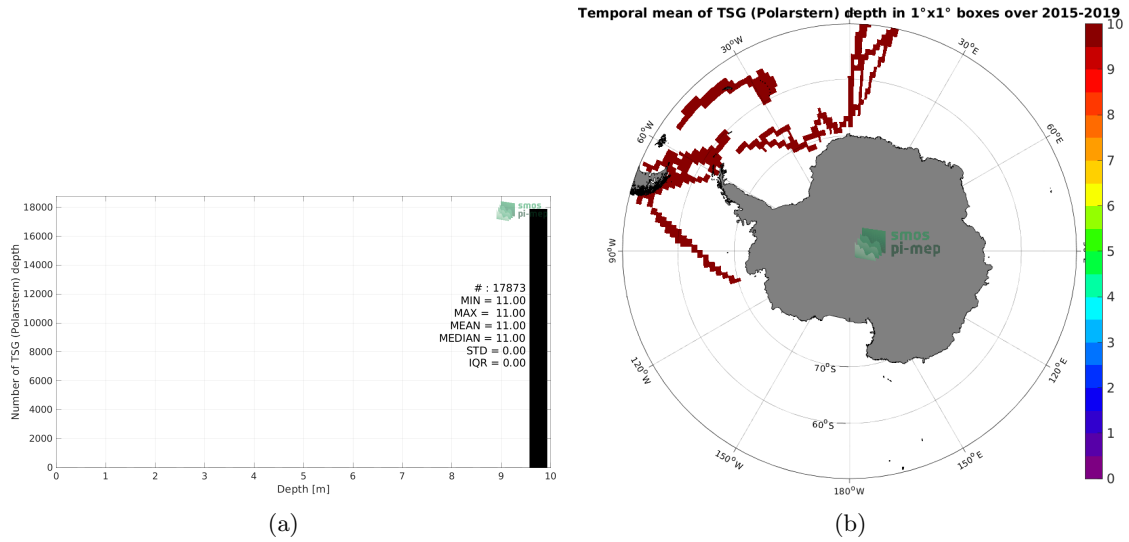 Temporal mean of TSG (Polarstern) depth in 1°x1° boxes over 2015-2019
18000
16000
14000
12000
10000
8000
6000
4000
2000
0
Number of TSG (Polarstern) depth
smos
pi-mep
# : 17873
MIN = 11.00
MAX = 11.00
MEAN = 11.00
MEDIAN = 11.00
STD = 0.00
IQR = 0.00
0 1 2 3 4 5 6 7 8 9 10
Depth [m]
(a)
30°W
30°E
60°W
60°E
90°W
smos
pi-mep
120°W
120°E
70°S
60°S
150°W
150°E
180°W
10
9
8
7
6
5
4
3
2
1
0
(b)